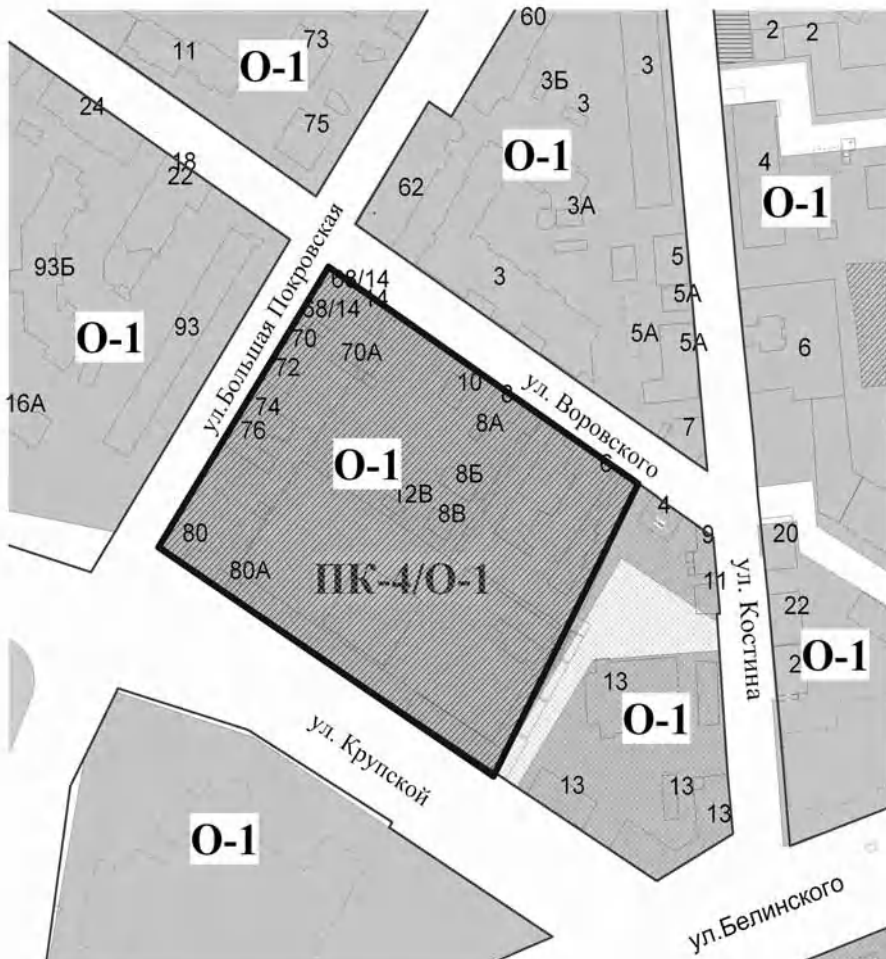 60
2
2
11
73
О-1
3Б
3
3
24
75
О-1
4
18
22
62
О-1
3А
93Б
ул.Большая Покровская
3
5
68/14
14
5А
68/14
О-1
93
70
70А
5А
5А
6
72
16А
10
8
ул. Воровского
74
8А
7
76
О-1
6
8Б
12В
8В
4
80
9
20
80А
ПК-4/О-1
11
ул. Костина
22
О-1
2
13
О-1
ул. Крупской
13
13
13
О-1
ул.Белинского